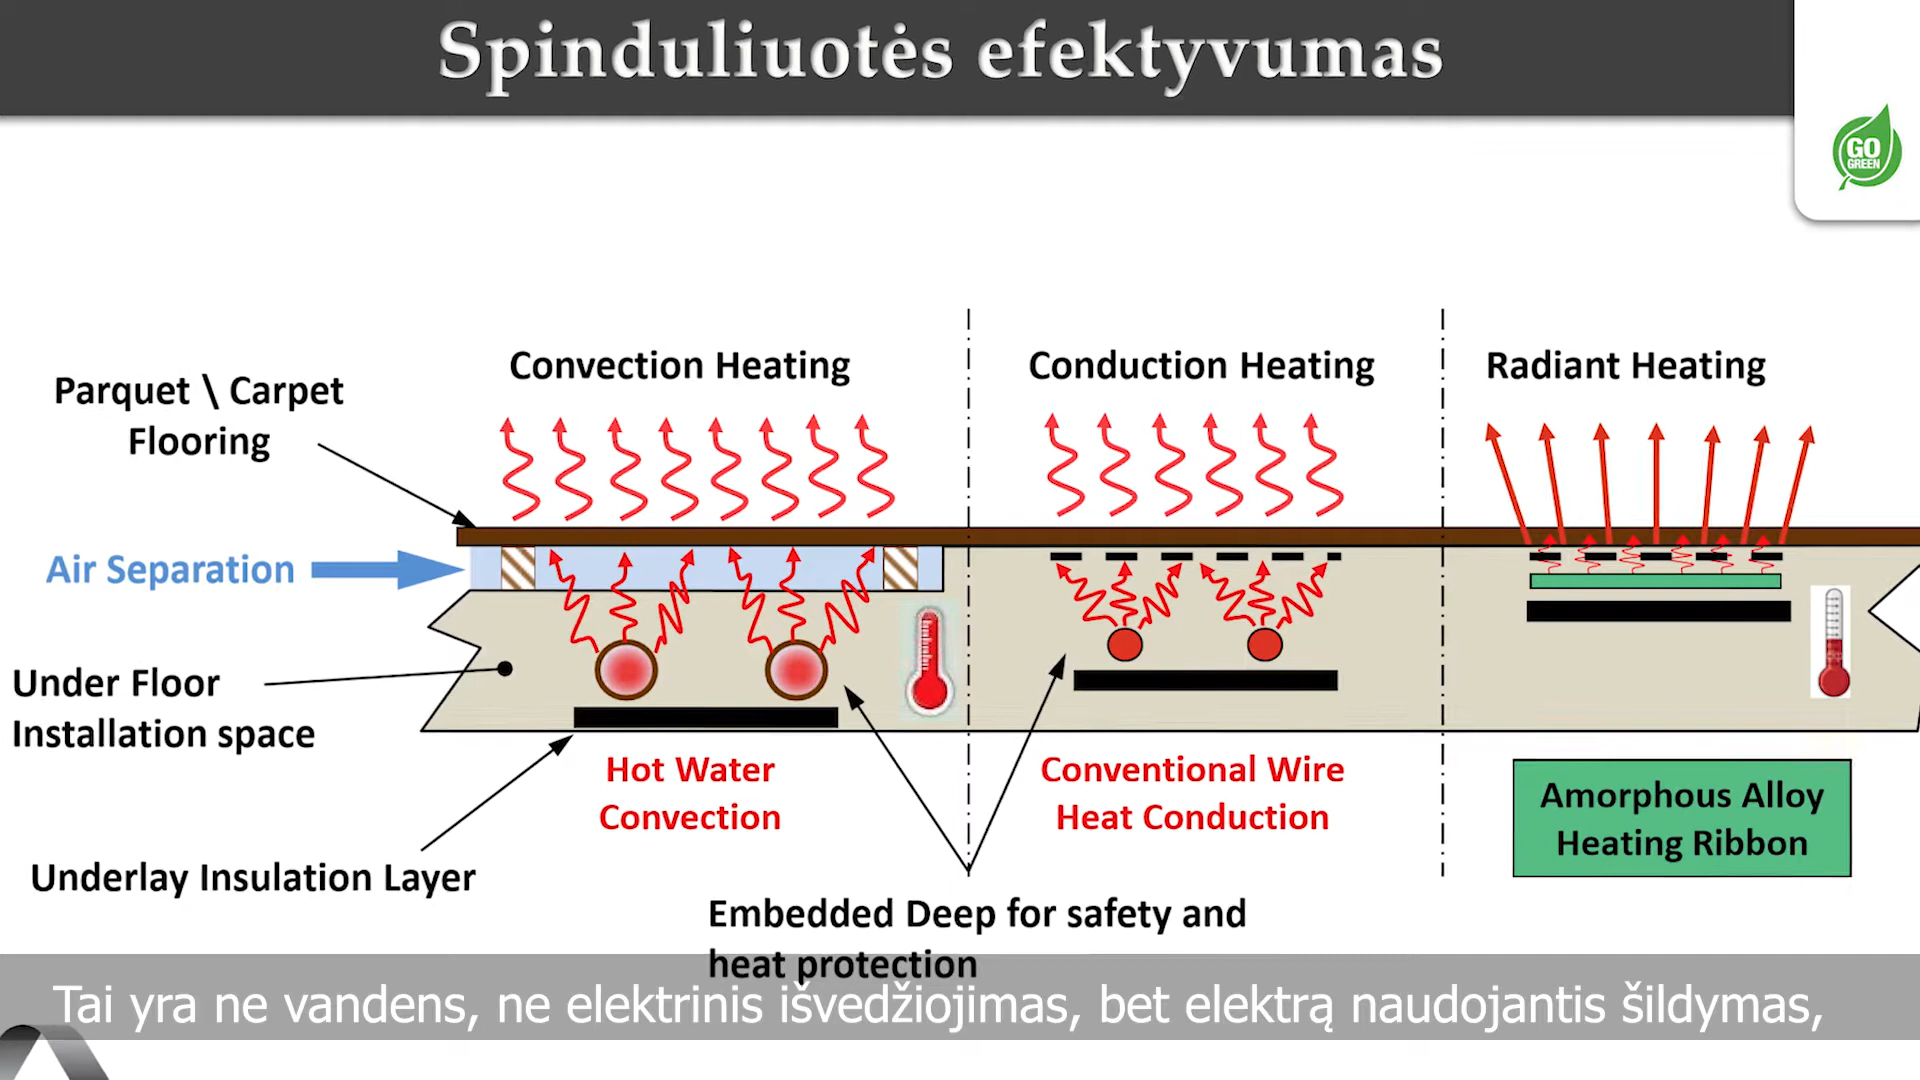 Spinduliuotės efektyvumas
GO
GREEN
Convection Heating
Conduction Heating
Radiant Heating
Parquet \ Carpet
Flooring
Air Separation
Under Floor
Installation space
Hot Water
Convection
Conventional Wire
Heat Conduction
Amorphous Alloy
Heating Ribbon
Underlay Insulation Layer
Embedded Deep for safety and
heat protection
Tai yra ne vandens, ne elektrinis išvedžiojimas, bet elektrą naudojantis šildymas,